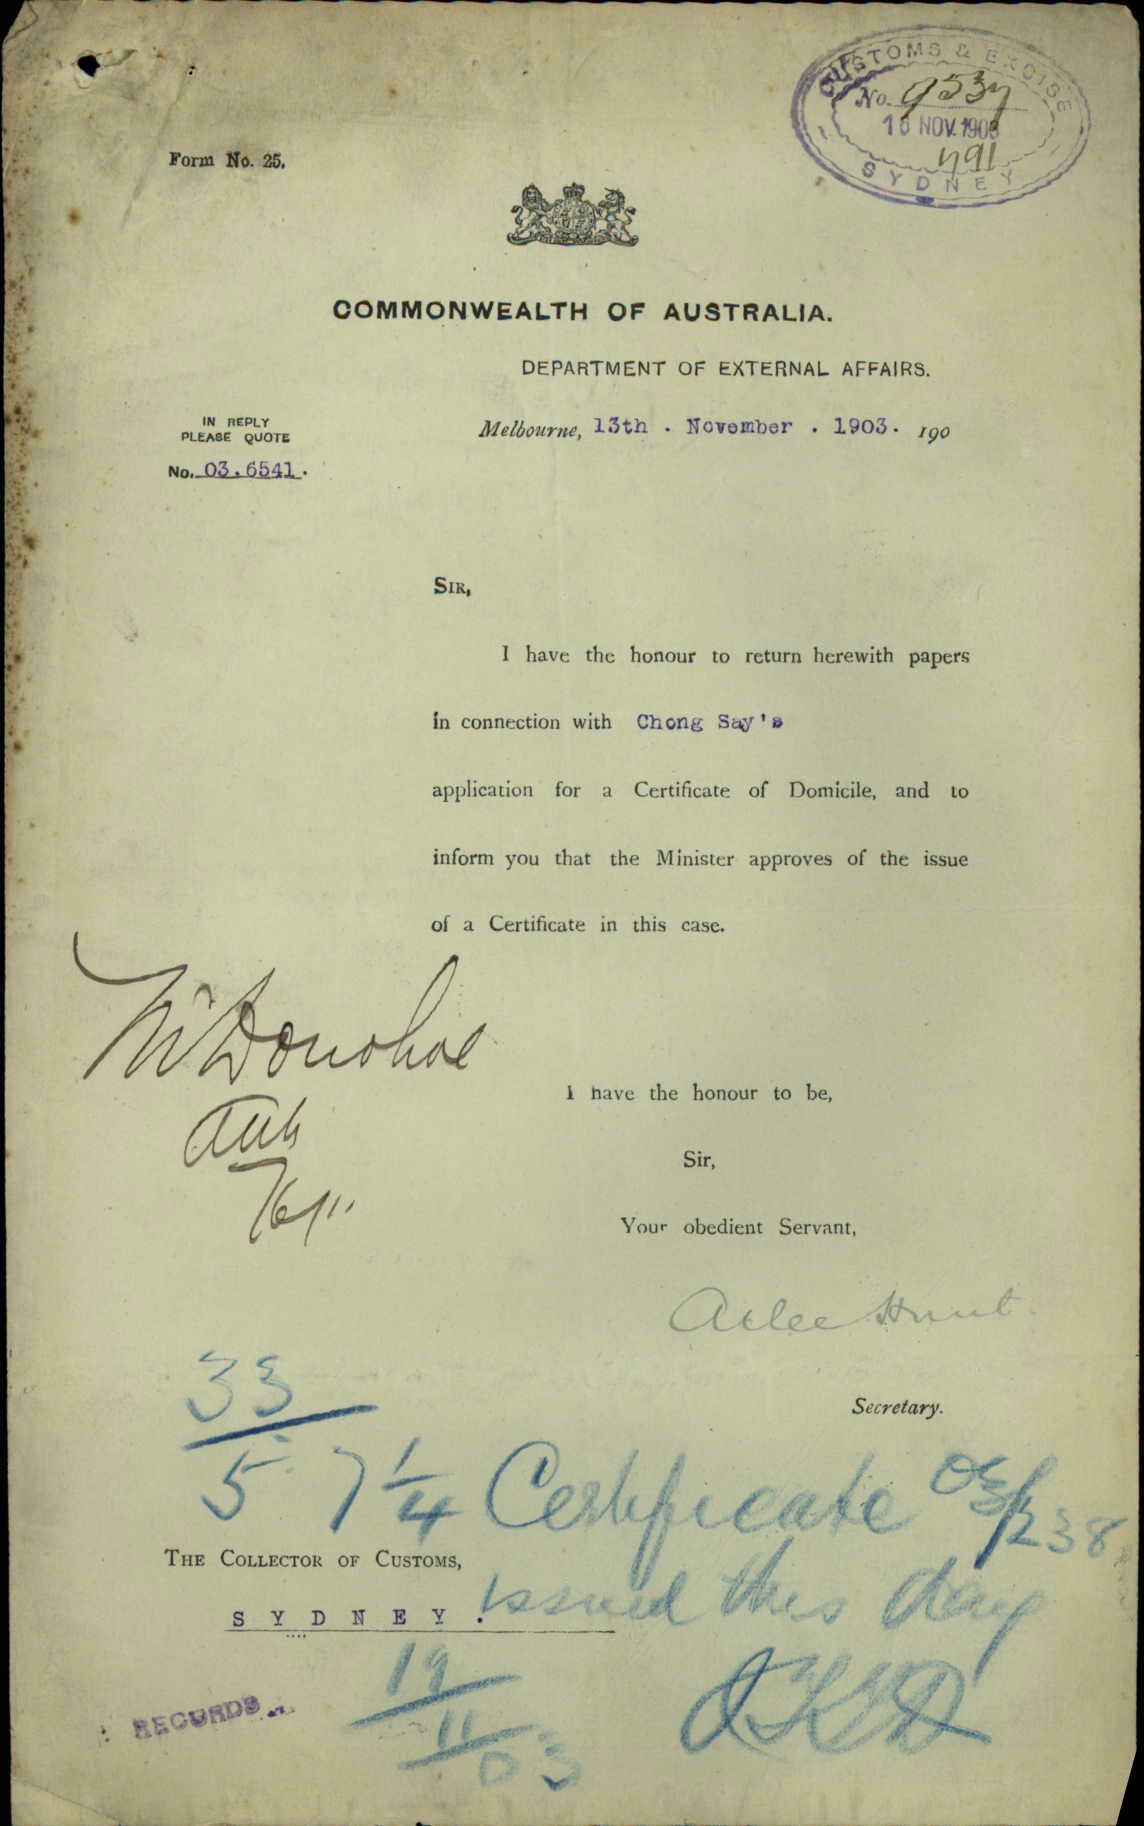 CUSTOMS & EXCISE
No. 9537
16 NOV. 1903
791
SYDNEY
Form No. 25.
COMMONWEALTH OF AUSTRALIA.
DEPARTMENT OF EXTERNAL AFFAIRS.
IN REPLY
PLEASE QUOTE
No. 03.6541.
Melbourne, 13th . November . 1903. 190
SIR,
I have the honour to return herewith papers
in connection with Chong Say's
application for a Certificate of Domicile, and to
inform you that the Minister approves of the issue
of a Certificate in this case.
McDonohoe
I have the honour to be,
Sir,
Your obedient Servant,
Atlee Hunt
Secretary.
33
5 7 1/4 Certificate 03/238
THE COLLECTOR OF CUSTOMS,
issued this day
SYDNEY.
19
11
03
RECORDS